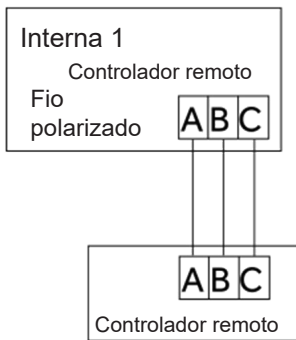 Interna 1
Controlador remoto
Fio
polarizado
A B C
A B C
Controlador remoto